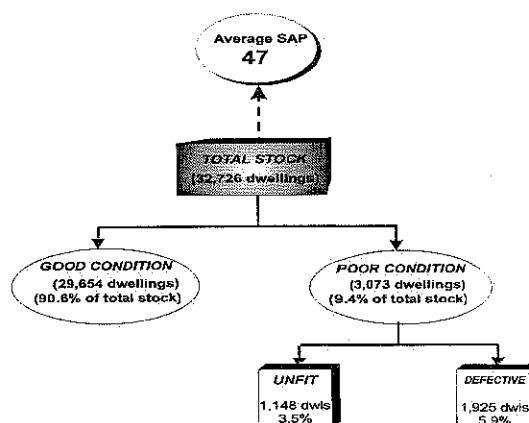 Average SAP
47
TOTAL STOCK
(32,726 dwellings)
GOOD CONDITION
(29,654 dwellings)
(90.6% of total stock)
POOR CONDITION
(3,073 dwellings)
(9.4% of total stock)
UNFIT
1,148 dwls
3.5%
DEFECTIVE
1,925 dwls
5.9%